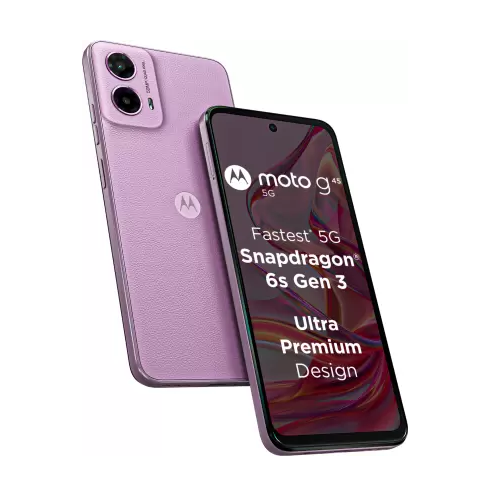 moto g45
5G
Fastest 5G
Snapdragon®
6s Gen 3
Ultra
Premium
Design